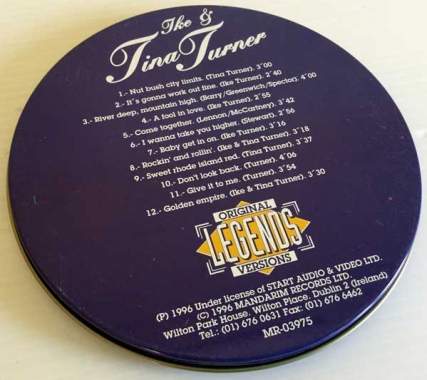 Ike &
Tina Turner
1.- Nut bush city limits. (Tina Turner). 3´00
2.- It´s gonna work out fine. (Ike Turner). 2´40
3.- River deep, mountain high. (Barry/Greenwich/Spector). 4´00
4.- A fool in love. (Ike Turner). 2´55
5.- Come together. (Lennon/McCartney). 3´42
6.- I wanna take you higher. (Stewart). 2´56
7.- Baby get in on. (Ike Turner). 3´16
8.- Rockin' and rollin'. (Ike & Tina Turner). 3´18
9.- Sweet rhode island red. (Tina Turner). 3´37
10.- Don't look back. (Turner). 4´06
11.- Give it to me. (Turner). 3´54
12.- Golden empire. (Ike & Tina Turner). 3´30
ORIGINAL
LEGENDS
VERSIONS
(P) 1996 Under license of START AUDIO & VIDEO LTD.
(C) 1996 MANDARIM RECORDS LTD.
Wilton Park House. Wilton Place. Dublin 2 (Ireland)
Tel.: (01) 676 0631 Fax: (01) 676 6462
MR-03975